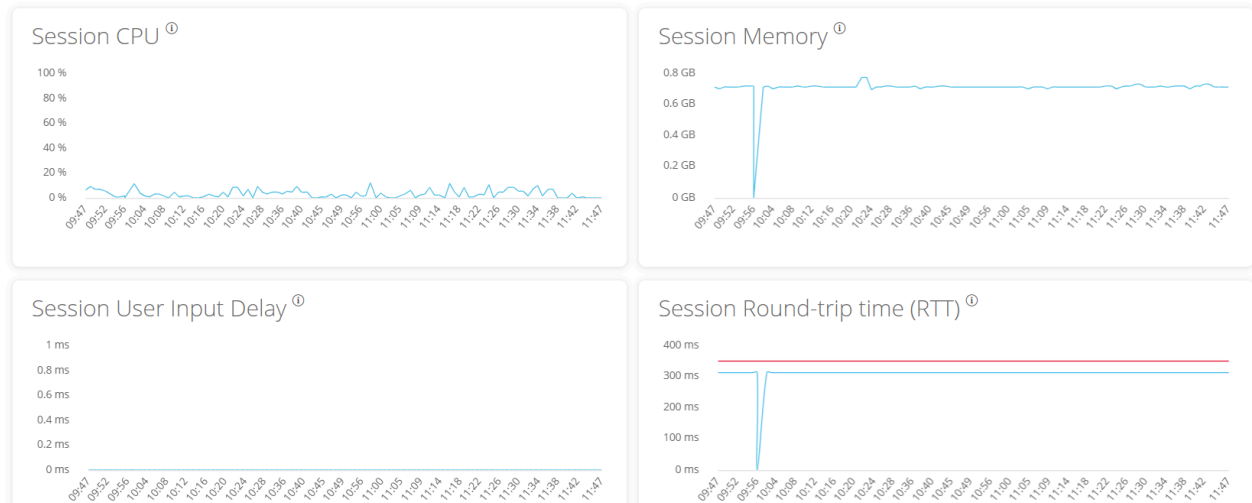 Session CPU ⓘ
100 %
80 %
60 %
40 %
20 %
0 %
09:47 09:52 09:56 10:04 10:08 10:12 10:16 10:20 10:24 10:28 10:36 10:40 10:45 10:49 10:56 11:00 11:05 11:09 11:14 11:18 11:22 11:26 11:30 11:34 11:38 11:42 11:47
Session Memory ⓘ
0.8 GB
0.6 GB
0.4 GB
0.2 GB
0 GB
09:47 09:52 09:56 10:04 10:08 10:12 10:16 10:20 10:24 10:28 10:36 10:40 10:45 10:49 10:56 11:00 11:05 11:09 11:14 11:18 11:22 11:26 11:30 11:34 11:38 11:42 11:47
Session User Input Delay ⓘ
1 ms
0.8 ms
0.6 ms
0.4 ms
0.2 ms
0 ms
09:47 09:52 09:56 10:04 10:08 10:12 10:16 10:20 10:24 10:28 10:36 10:40 10:45 10:49 10:56 11:00 11:05 11:09 11:14 11:18 11:22 11:26 11:30 11:34 11:38 11:42 11:47
Session Round-trip time (RTT) ⓘ
400 ms
300 ms
200 ms
100 ms
0 ms
09:47 09:52 09:56 10:04 10:08 10:12 10:16 10:20 10:24 10:28 10:36 10:40 10:45 10:49 10:56 11:00 11:05 11:09 11:14 11:18 11:22 11:26 11:30 11:34 11:38 11:42 11:47